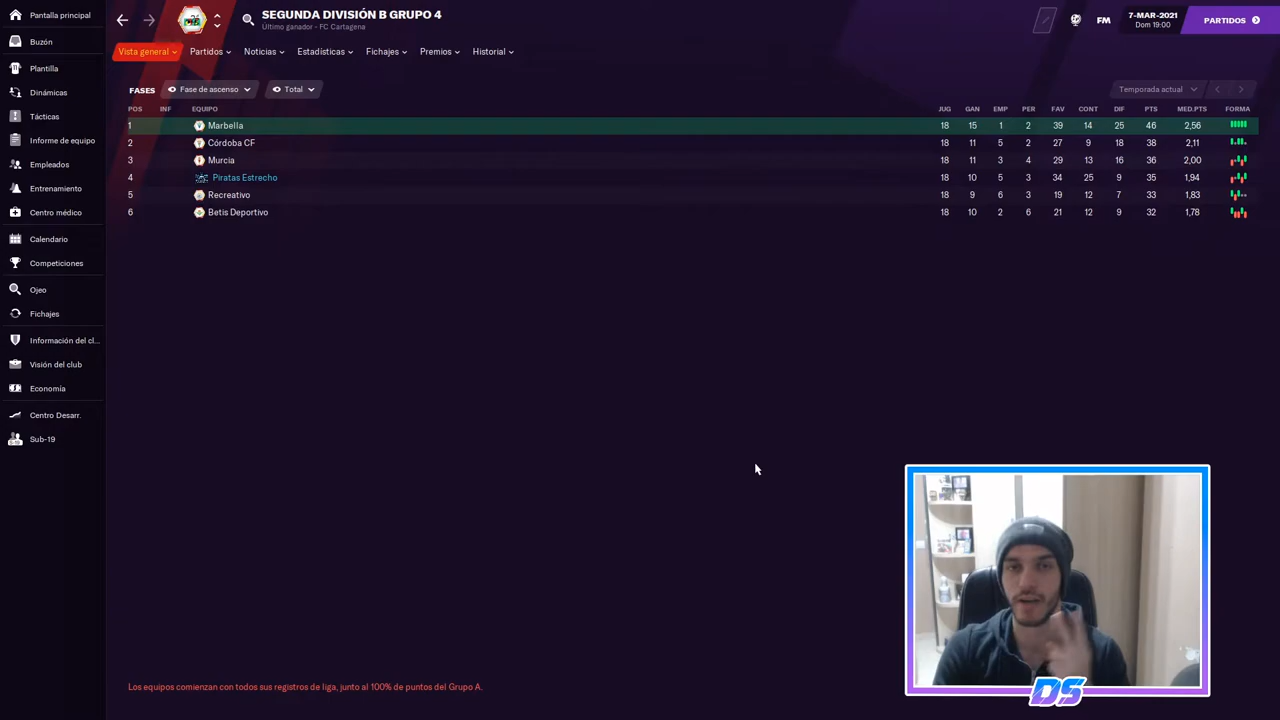 Pantalla principal
Buzón
Plantilla
Dinámicas
Tácticas
Informe de equipo
Empleados
Entrenamiento
Centro médico
Calendario
Competiciones
Ojeo
Fichajes
Información del cl...
Visión del club
Economía
Centro Desarr.
Sub-19
SEGUNDA DIVISIÓN B GRUPO 4
Último ganador - FC Cartagena
FM
7-MAR-2021
Dom 19:00
PARTIDOS
Vista general Partidos Noticias Estadísticas Fichajes Premios Historial
FASES Fase de ascenso Total Temporada actual
POS INF EQUIPO JUG GAN EMP PER FAV CONT DIF PTS MED.PTS FORMA
1 Marbella 18 15 1 2 39 14 25 46 2,56
2 Córdoba CF 18 11 5 2 27 9 18 38 2,11
3 Murcia 18 11 3 4 29 13 16 36 2,00
4 Piratas Estrecho 18 10 5 3 34 25 9 35 1,94
5 Recreativo 18 9 6 3 19 12 7 33 1,83
6 Betis Deportivo 18 10 2 6 21 12 9 32 1,78
Los equipos comienzan con todos sus registros de liga, junto al 100% de puntos del Grupo A.
DS